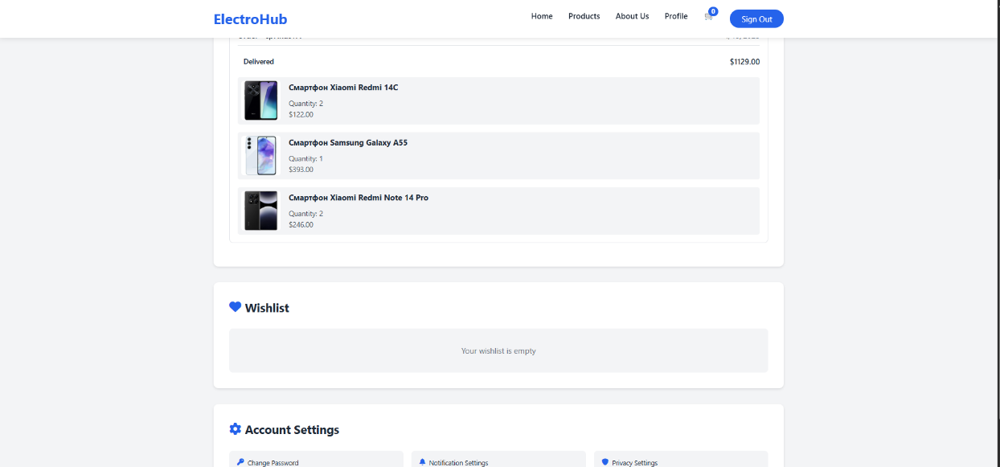 ElectroHub
Home
Products
About Us
Profile
0
Sign Out
Delivered
$1129.00
Смартфон Xiaomi Redmi 14C
Quantity: 2
$122.00
Смартфон Samsung Galaxy A55
Quantity: 1
$393.00
Смартфон Xiaomi Redmi Note 14 Pro
Quantity: 2
$246.00
Wishlist
Your wishlist is empty
Account Settings
Change Password
Notification Settings
Privacy Settings